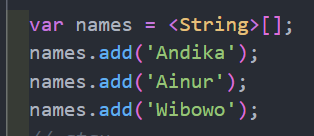 var names = <String>[];
names.add('Andika');
names.add('Ainur');
names.add('Wibowo');